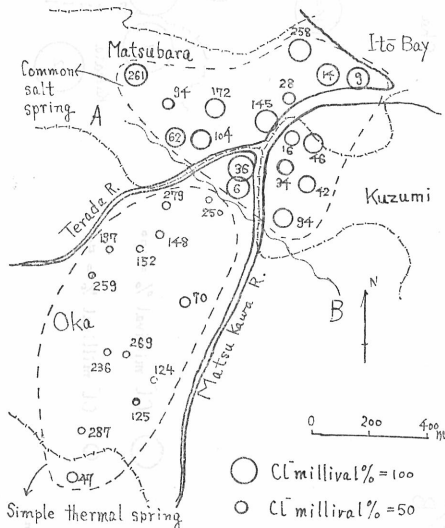 258
Matsubara
Itō Bay
Common
salt
spring
261
94
172
28
14
9
A
145
62
104
16
46
36
34
6
42
Kuzumi
Terada R.
279
250
94
197
148
152
259
Oka
70
B
N
Matsu Kawa R.
269
236
124
125
287
247
0 200 400 m
Simple thermal spring
Cl⁻ millival % = 100
Cl⁻ millival % = 50